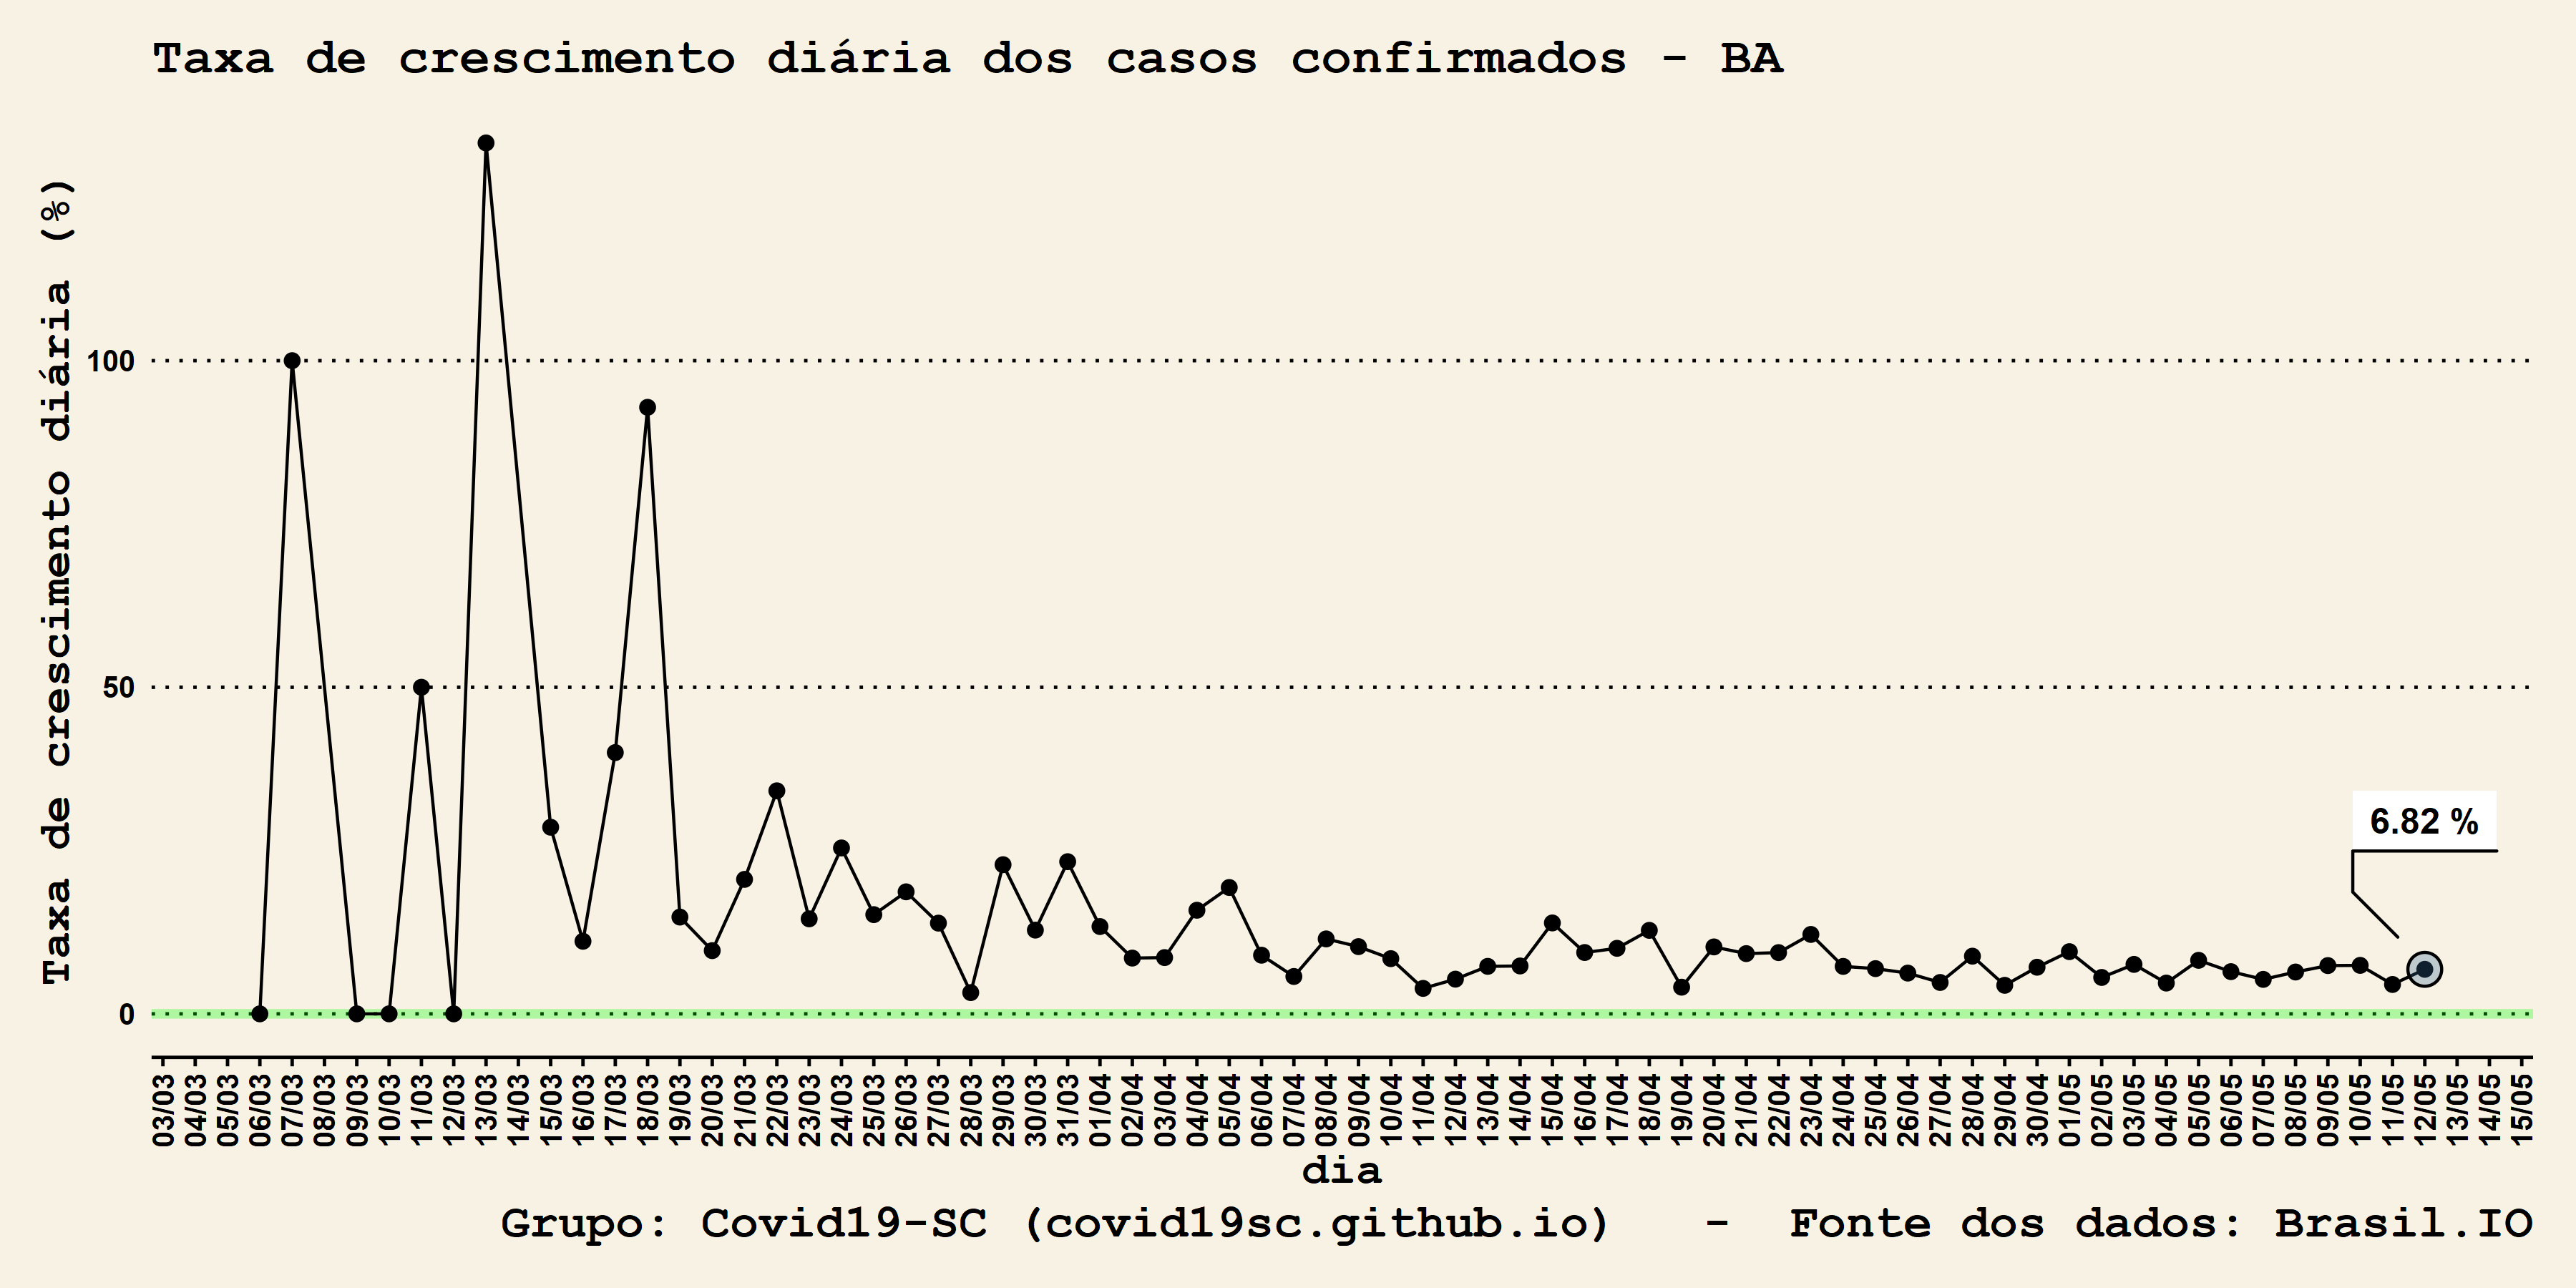 Taxa de crescimento diária dos casos confirmados - BA
Taxa de crescimento diária (%)
100
50
0
6.82 %
03/03 04/03 05/03 06/03 07/03 08/03 09/03 10/03 11/03 12/03 13/03 14/03 15/03 16/03 17/03 18/03 19/03 20/03 21/03 22/03 23/03 24/03 25/03 26/03 27/03 28/03 29/03 30/03 31/03 01/04 02/04 03/04 04/04 05/04 06/04 07/04 08/04 09/04 10/04 11/04 12/04 13/04 14/04 15/04 16/04 17/04 18/04 19/04 20/04 21/04 22/04 23/04 24/04 25/04 26/04 27/04 28/04 29/04 30/04 01/05 02/05 03/05 04/05 05/05 06/05 07/05 08/05 09/05 10/05 11/05 12/05 13/05 14/05 15/05
dia
Grupo: Covid19-SC (covid19sc.github.io) - Fonte dos dados: Brasil.IO